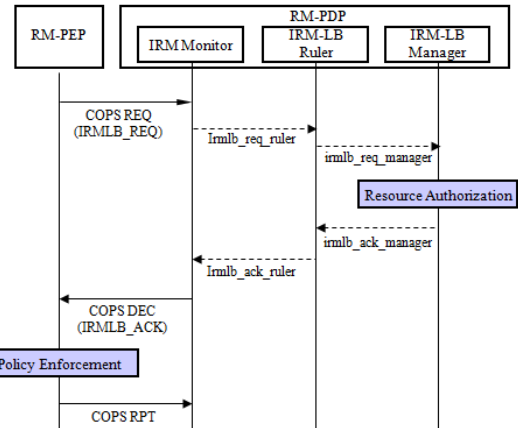 RM-PDP
RM-PEP
IRM Monitor
IRM-LB
Ruler
IRM-LB
Manager
COPS REQ
(IRMLB_REQ)
Irmlb_req_ruler
irmlb_req_manager
Resource Authorization
irmlb_ack_manager
Irmlb_ack_ruler
COPS DEC
(IRMLB_ACK)
Policy Enforcement
COPS RPT